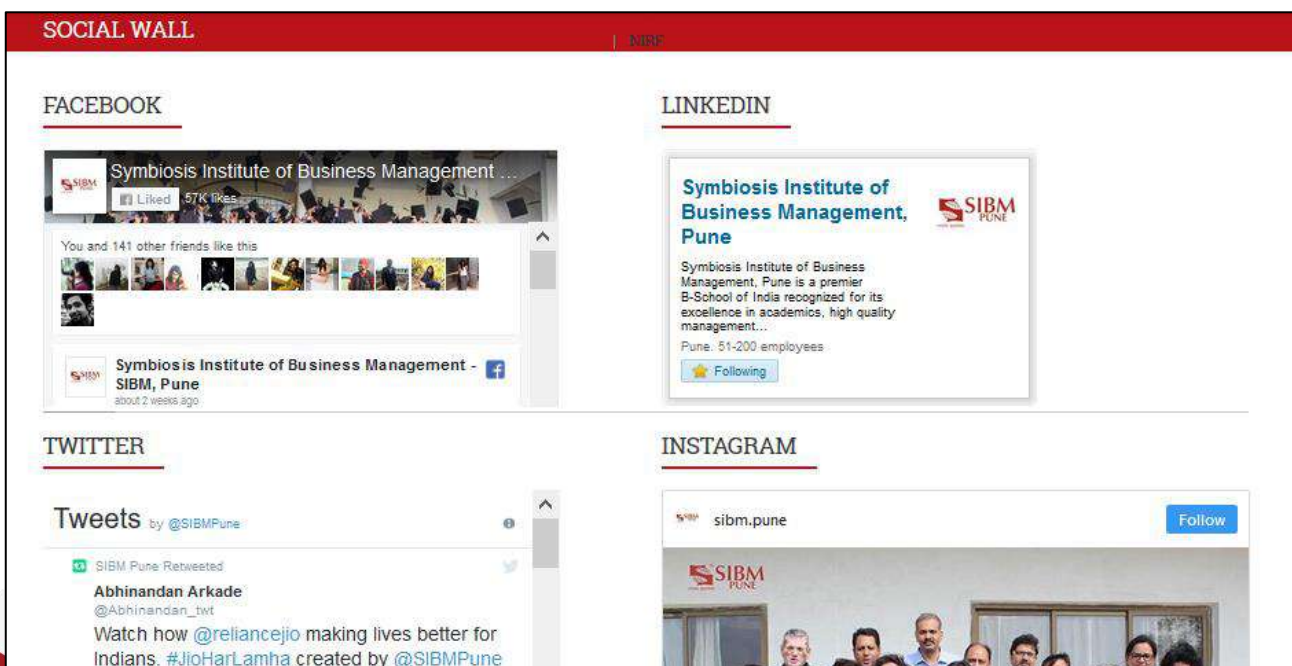 SOCIAL WALL
| NIRF
FACEBOOK
Symbiosis Institute of Business Management ...
SIBM
Liked
57K likes
You and 141 other friends like this
Symbiosis Institute of Business Management -
SIBM, Pune
about 2 weeks ago
LINKEDIN
Symbiosis Institute of
Business Management,
Pune
SIBM
PUNE
Symbiosis Institute of Business
Management, Pune is a premier
B-School of India recognized for its
excellence in academics, high quality
management...
Pune. 51-200 employees
Following
TWITTER
Tweets by @SIBMPune
SIBM Pune Retweeted
Abhinandan Arkade
@Abhinandan_twt
Watch how @reliancejio making lives better for
Indians. #JioHarLamha created by @SIBMPune
INSTAGRAM
sibm.pune
Follow
SIBM
PUNE